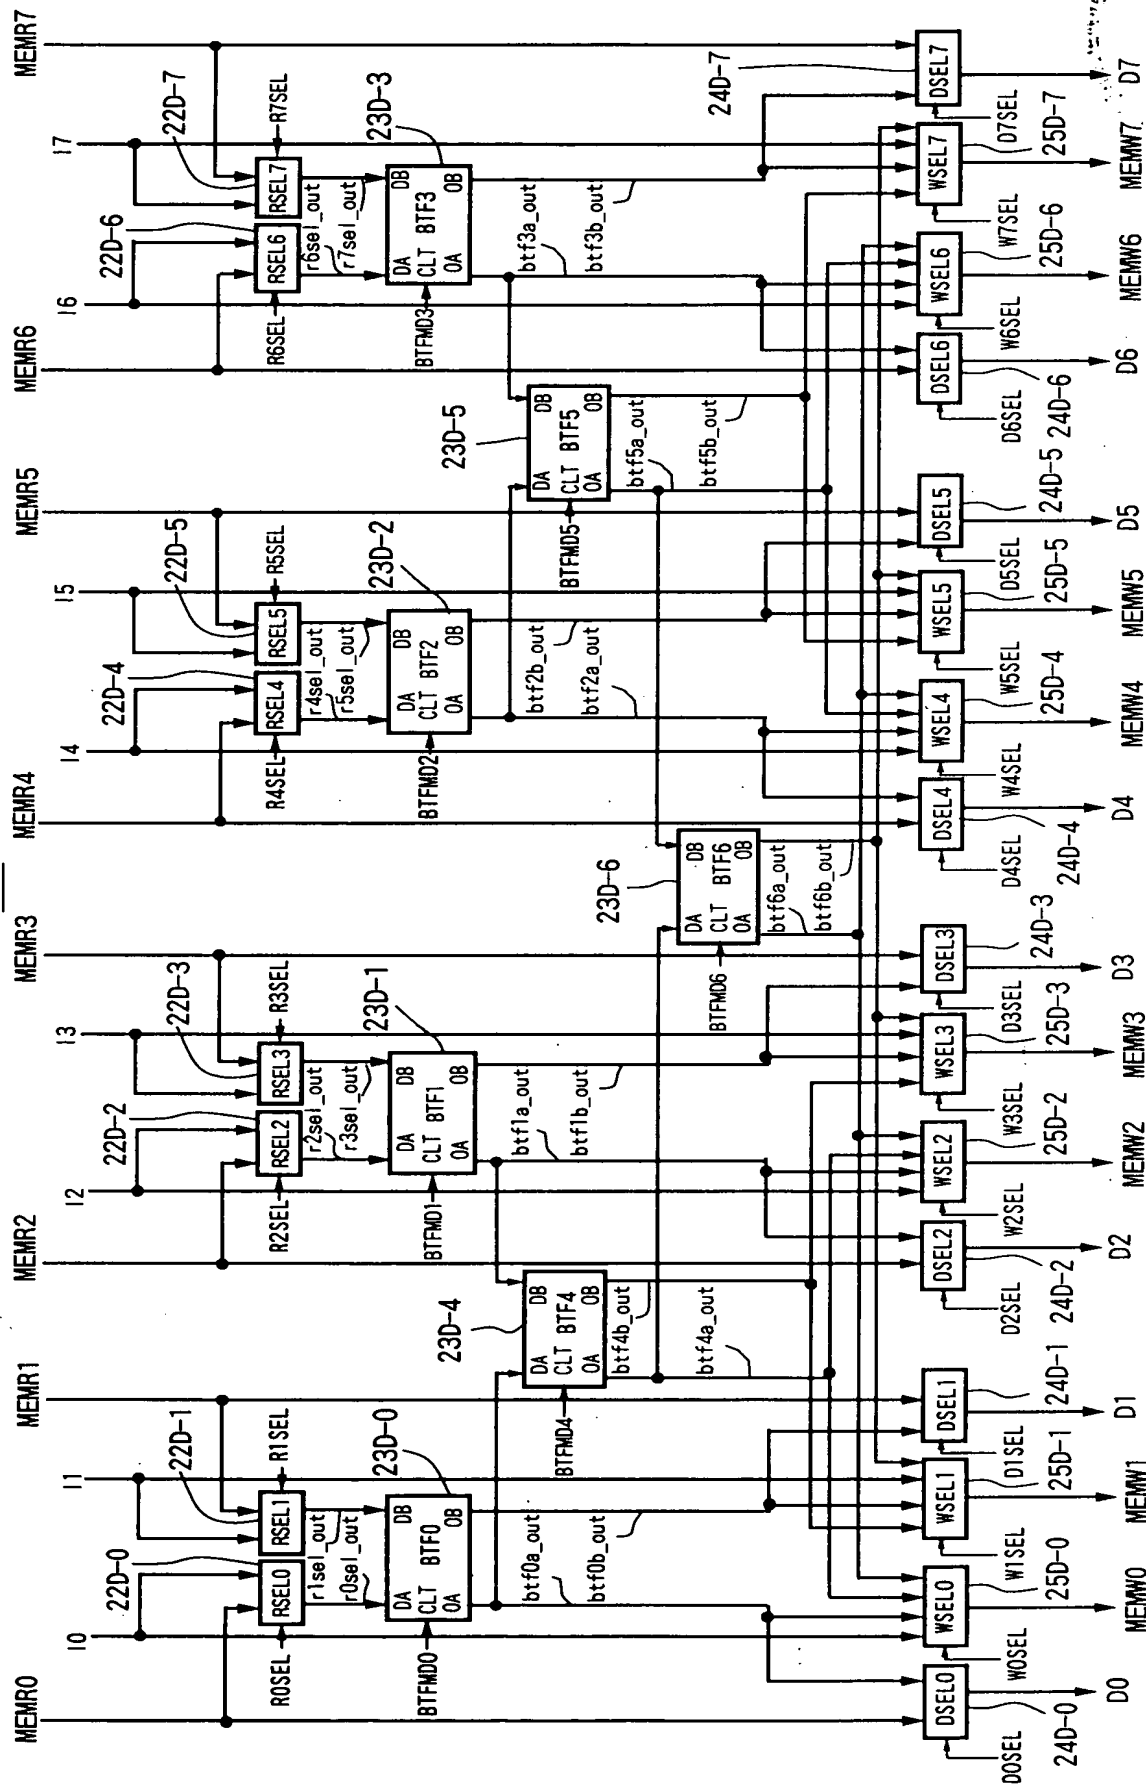 MEMR0
I0
I1
MEMR1
MEMR2
I2
I3
MEMR3
MEMR4
I4
I5
MEMR5
MEMR6
I6
I7
MEMR7
22D-0
22D-1
22D-2
22D-3
22D-4
22D-5
22D-6
22D-7
R0SEL
RSEL0
RSEL1
R1SEL
R2SEL
RSEL2
RSEL3
R3SEL
R4SEL
RSEL4
RSEL5
R5SEL
R6SEL
RSEL6
RSEL7
R7SEL
r1sel_out
r0sel_out
r2sel_out
r3sel_out
r4sel_out
r5sel_out
r6sel_out
r7sel_out
23D-0
23D-1
23D-2
23D-3
DA DB
CLT BTF0
OA OB
DA DB
CLT BTF1
OA OB
DA DB
CLT BTF2
OA OB
DA DB
CLT BTF3
OA OB
BTFMD0
BTFMD1
BTFMD2
BTFMD3
btf0a_out
btf0b_out
btf1a_out
btf1b_out
btf2b_out
btf2a_out
btf3a_out
btf3b_out
23D-4
DA DB
CLT BTF4
OA OB
BTFMD4
btf4b_out
btf4a_out
23D-5
DA DB
CLT BTF5
OA OB
BTFMD5
btf5a_out
btf5b_out
23D-6
DA DB
CLT BTF6
OA OB
BTFMD6
btf6a_out
btf6b_out
24D-7
DSEL0
WSEL0
WSEL1
DSEL1
DSEL2
WSEL2
WSEL3
DSEL3
DSEL4
WSEL4
WSEL5
DSEL5
DSEL6
WSEL6
WSEL7
DSEL7
D0SEL
W0SEL
W1SEL
D1SEL
D2SEL
W2SEL
W3SEL
D3SEL
D4SEL
W4SEL
W5SEL
D5SEL
D6SEL
W6SEL
W7SEL
D7SEL
24D-0
25D-0
25D-1
24D-1
24D-2
25D-2
25D-3
24D-3
24D-4
25D-4
25D-5
24D-5
24D-6
25D-6
25D-7
D0
MEMW0
MEMW1
D1
D2
MEMW2
MEMW3
D3
D4
MEMW4
MEMW5
D5
D6
MEMW6
MEMW7
D7